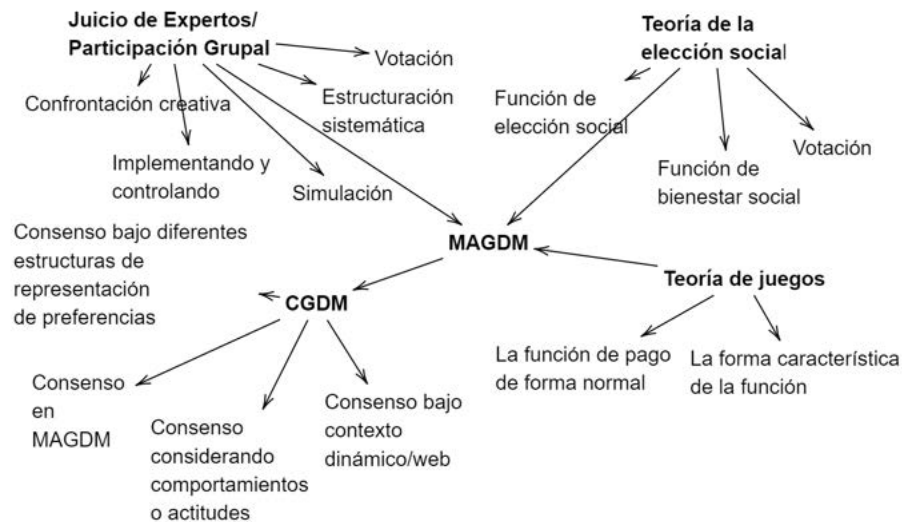 Juicio de Expertos/
Participación Grupal
Votación
Confrontación creativa
Estructuración
sistemática
Implementando y
controlando
Simulación
Teoría de la
elección social
Función de
elección social
Función de
bienestar social
Votación
MAGDM
Teoría de juegos
La función de pago
de forma normal
La forma característica
de la función
CGDM
Consenso bajo diferentes
estructuras de
representación
de preferencias
Consenso
en
MAGDM
Consenso
considerando
comportamientos
o actitudes
Consenso bajo
contexto
dinámico/web